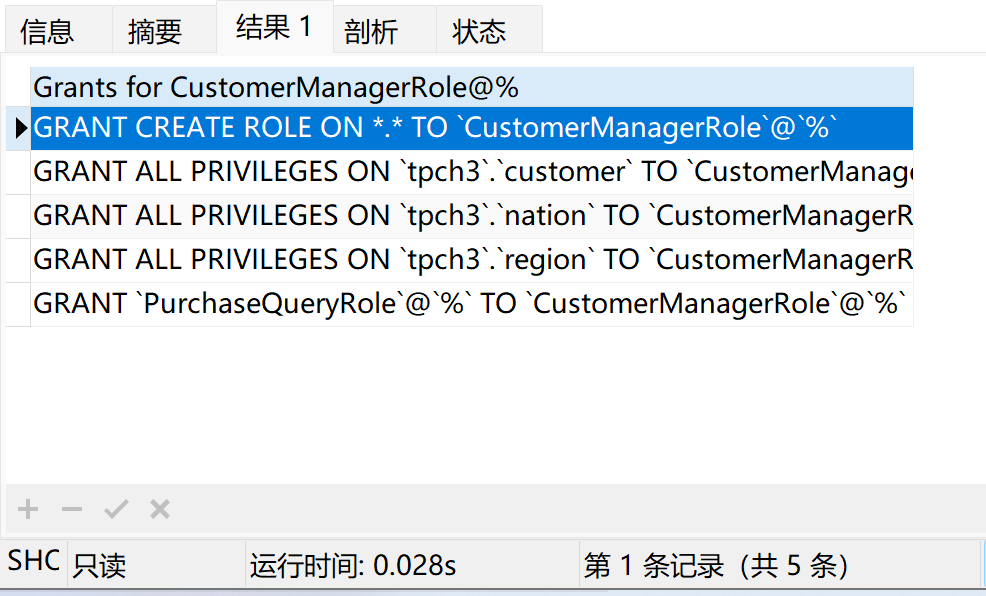 信息 摘要 结果 1 剖析 状态
Grants for CustomerManagerRole@%
GRANT CREATE ROLE ON *.* TO `CustomerManagerRole`@`%`
GRANT ALL PRIVILEGES ON `tpch3`.`customer` TO `CustomerManage
GRANT ALL PRIVILEGES ON `tpch3`.`nation` TO `CustomerManagerR
GRANT ALL PRIVILEGES ON `tpch3`.`region` TO `CustomerManagerR
GRANT `PurchaseQueryRole`@`%` TO `CustomerManagerRole`@`%`
SHC 只读 运行时间: 0.028s 第 1 条记录（共 5 条）